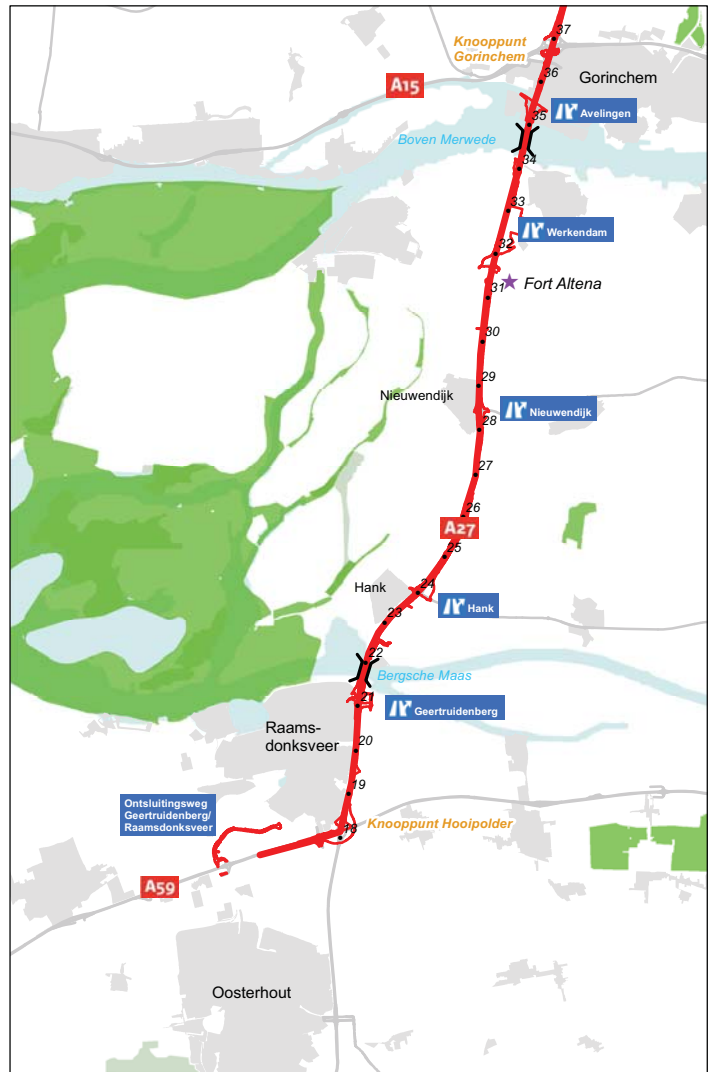 37
Knooppunt
Gorinchem
36
Gorinchem
A15
35
Avelingen
Boven Merwede
34
33
Werkendam
32
Fort Altena
31
30
29
Nieuwendijk
Nieuwendijk
28
27
26
A27
25
Hank
24
Hank
23
22
Bergsche Maas
21
Geertruidenberg
Raams-
donksveer
20
19
Ontsluitingsweg
Geertruidenberg/
Raamsdonksveer
18
Knooppunt Hooipolder
A59
Oosterhout